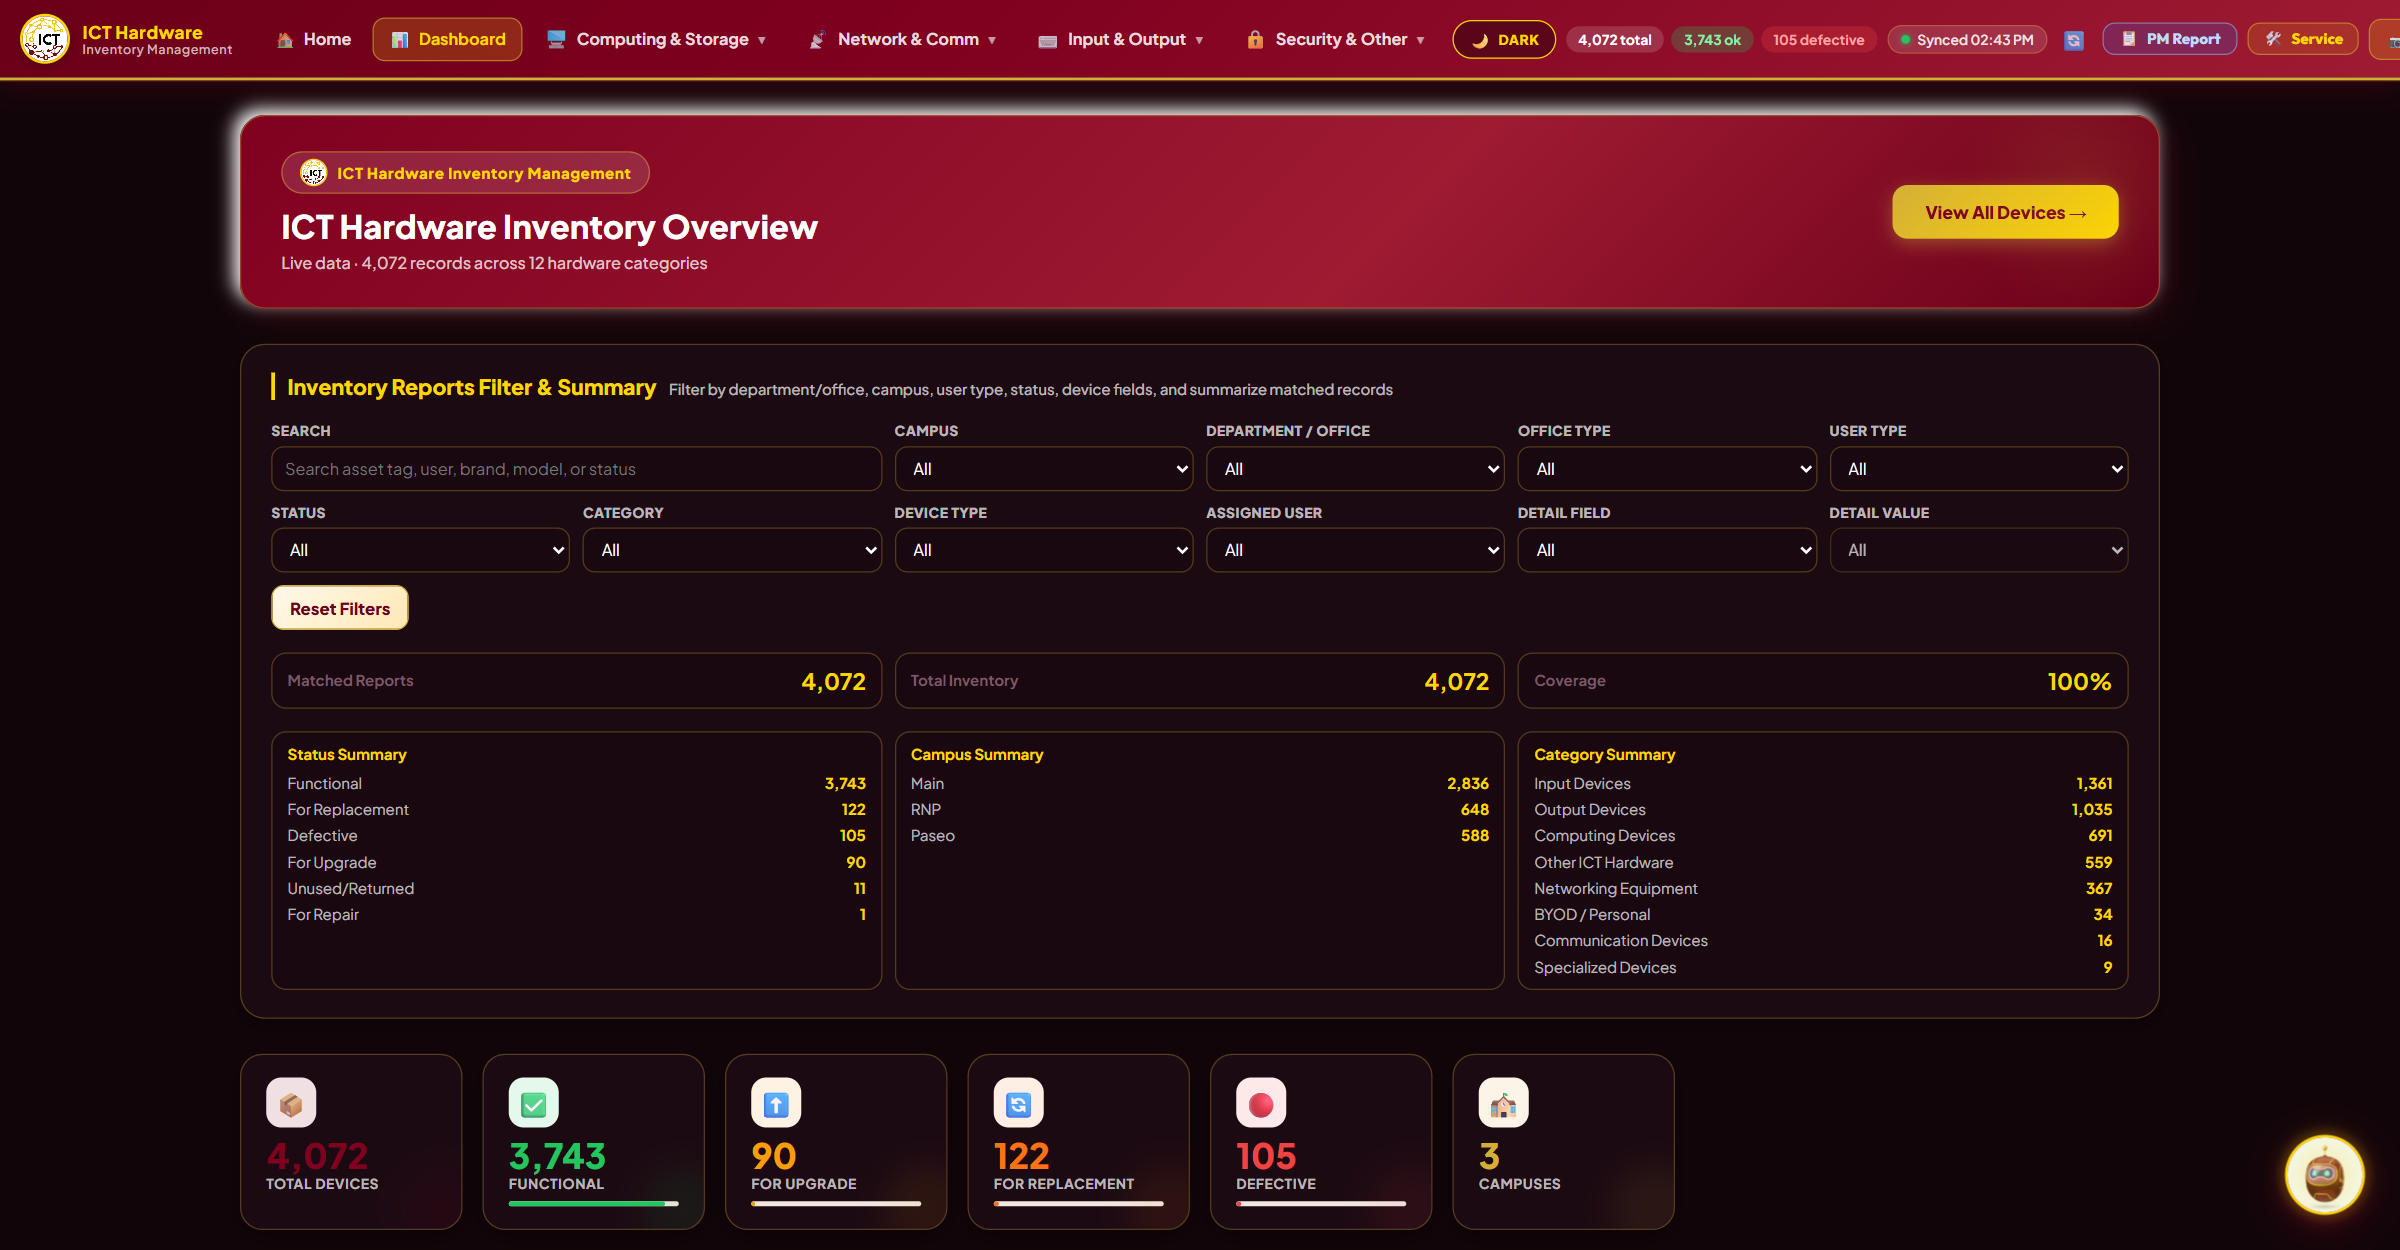 ICT Hardware
Inventory Management
Home
Dashboard
Computing & Storage
Network & Comm
Input & Output
Security & Other
DARK
4,072 total
3,743 ok
105 defective
Synced 02:43 PM
PM Report
Service
ICT
ICT Hardware Inventory Management
ICT Hardware Inventory Overview
Live data · 4,072 records across 12 hardware categories
View All Devices →
Inventory Reports Filter & Summary Filter by department/office, campus, user type, status, device fields, and summarize matched records
SEARCH CAMPUS DEPARTMENT / OFFICE OFFICE TYPE USER TYPE
Search asset tag, user, brand, model, or status All All All All
STATUS CATEGORY DEVICE TYPE ASSIGNED USER DETAIL FIELD DETAIL VALUE
All All All All All All
Reset Filters
Matched Reports 4,072
Total Inventory 4,072
Coverage 100%
Status Summary
Functional 3,743
For Replacement 122
Defective 105
For Upgrade 90
Unused/Returned 11
For Repair 1
Campus Summary
Main 2,836
RNP 648
Paseo 588
Category Summary
Input Devices 1,361
Output Devices 1,035
Computing Devices 691
Other ICT Hardware 559
Networking Equipment 367
BYOD / Personal 34
Communication Devices 16
Specialized Devices 9
4,072
TOTAL DEVICES
3,743
FUNCTIONAL
90
FOR UPGRADE
122
FOR REPLACEMENT
105
DEFECTIVE
3
CAMPUSES